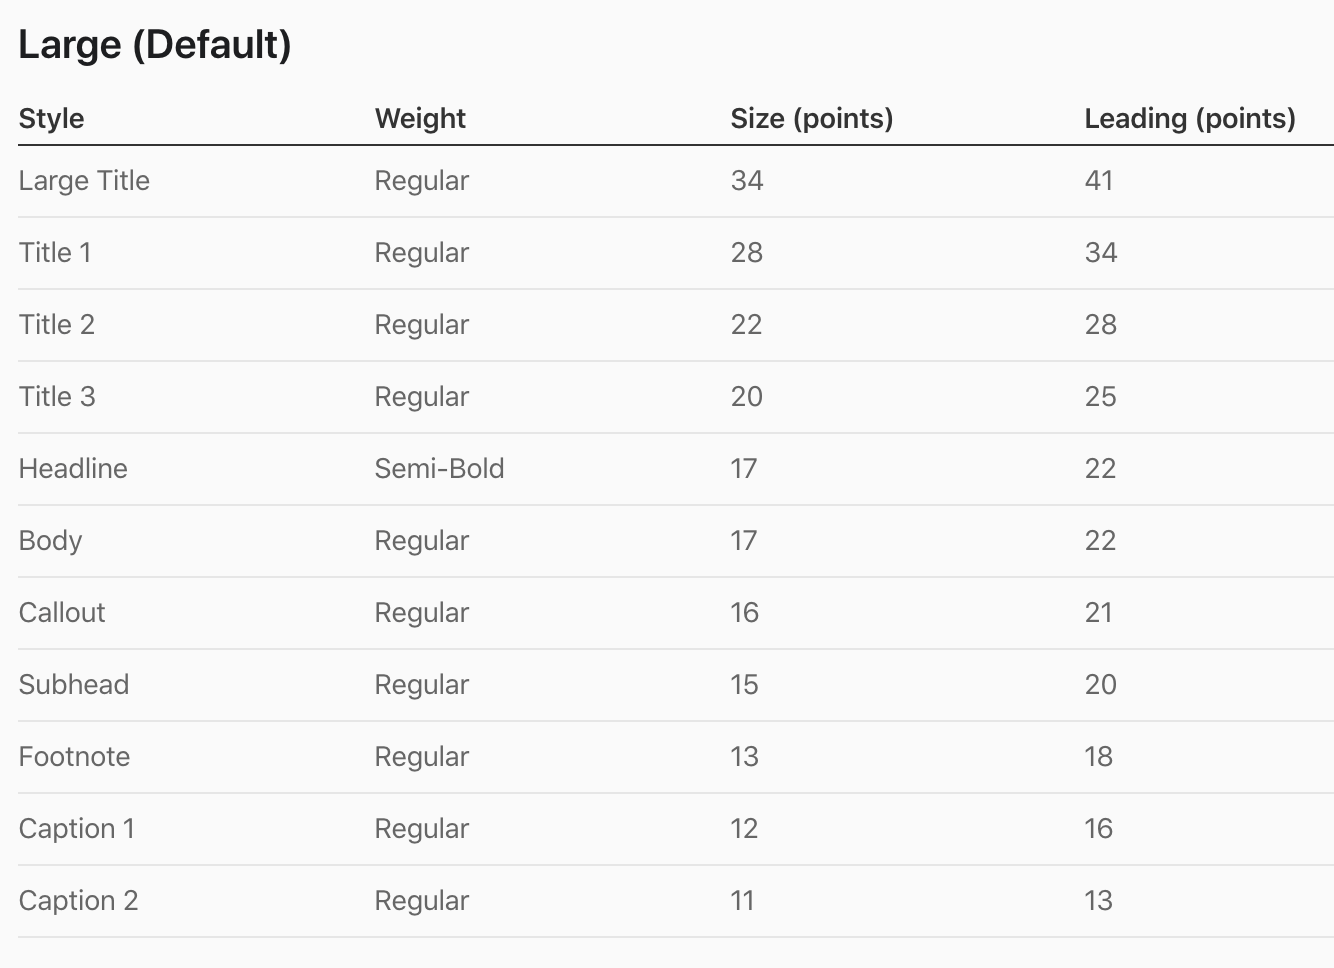 Large (Default)
Style Weight Size (points) Leading (points)
Large Title Regular 34 41
Title 1 Regular 28 34
Title 2 Regular 22 28
Title 3 Regular 20 25
Headline Semi-Bold 17 22
Body Regular 17 22
Callout Regular 16 21
Subhead Regular 15 20
Footnote Regular 13 18
Caption 1 Regular 12 16
Caption 2 Regular 11 13